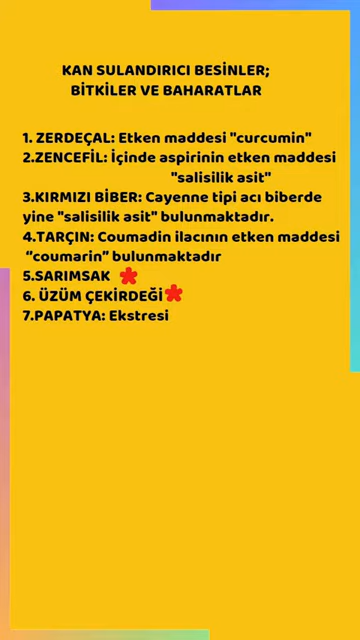 KAN SULANDIRICI BESİNLER;
BİTKİLER VE BAHARATLAR
1. ZERDEÇAL: Etken maddesi "curcumin"
2.ZENCEFİL: İçinde aspirinin etken maddesi
"salisilik asit"
3.KIRMIZI BİBER: Cayenne tipi acı biberde
yine "salisilik asit" bulunmaktadır.
4.TARÇIN: Coumadin ilacının etken maddesi
"coumarin" bulunmaktadır
5.SARIMSAK
6. ÜZÜM ÇEKİRDEĞİ
7.PAPATYA: Ekstresi